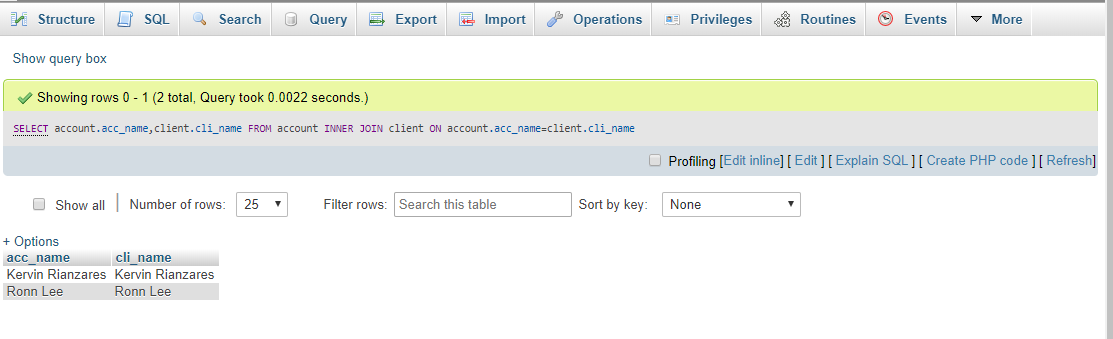 Structure SQL Search Query Export Import Operations Privileges Routines Events More
Show query box
Showing rows 0 - 1 (2 total, Query took 0.0022 seconds.)
SELECT account.acc_name,client.cli_name FROM account INNER JOIN client ON account.acc_name=client.cli_name
Profiling [Edit inline] [ Edit ] [ Explain SQL ] [ Create PHP code ] [ Refresh]
Show all | Number of rows: 25 Filter rows: Search this table Sort by key: None
+ Options
acc_name cli_name
Kervin Rianzares Kervin Rianzares
Ronn Lee Ronn Lee